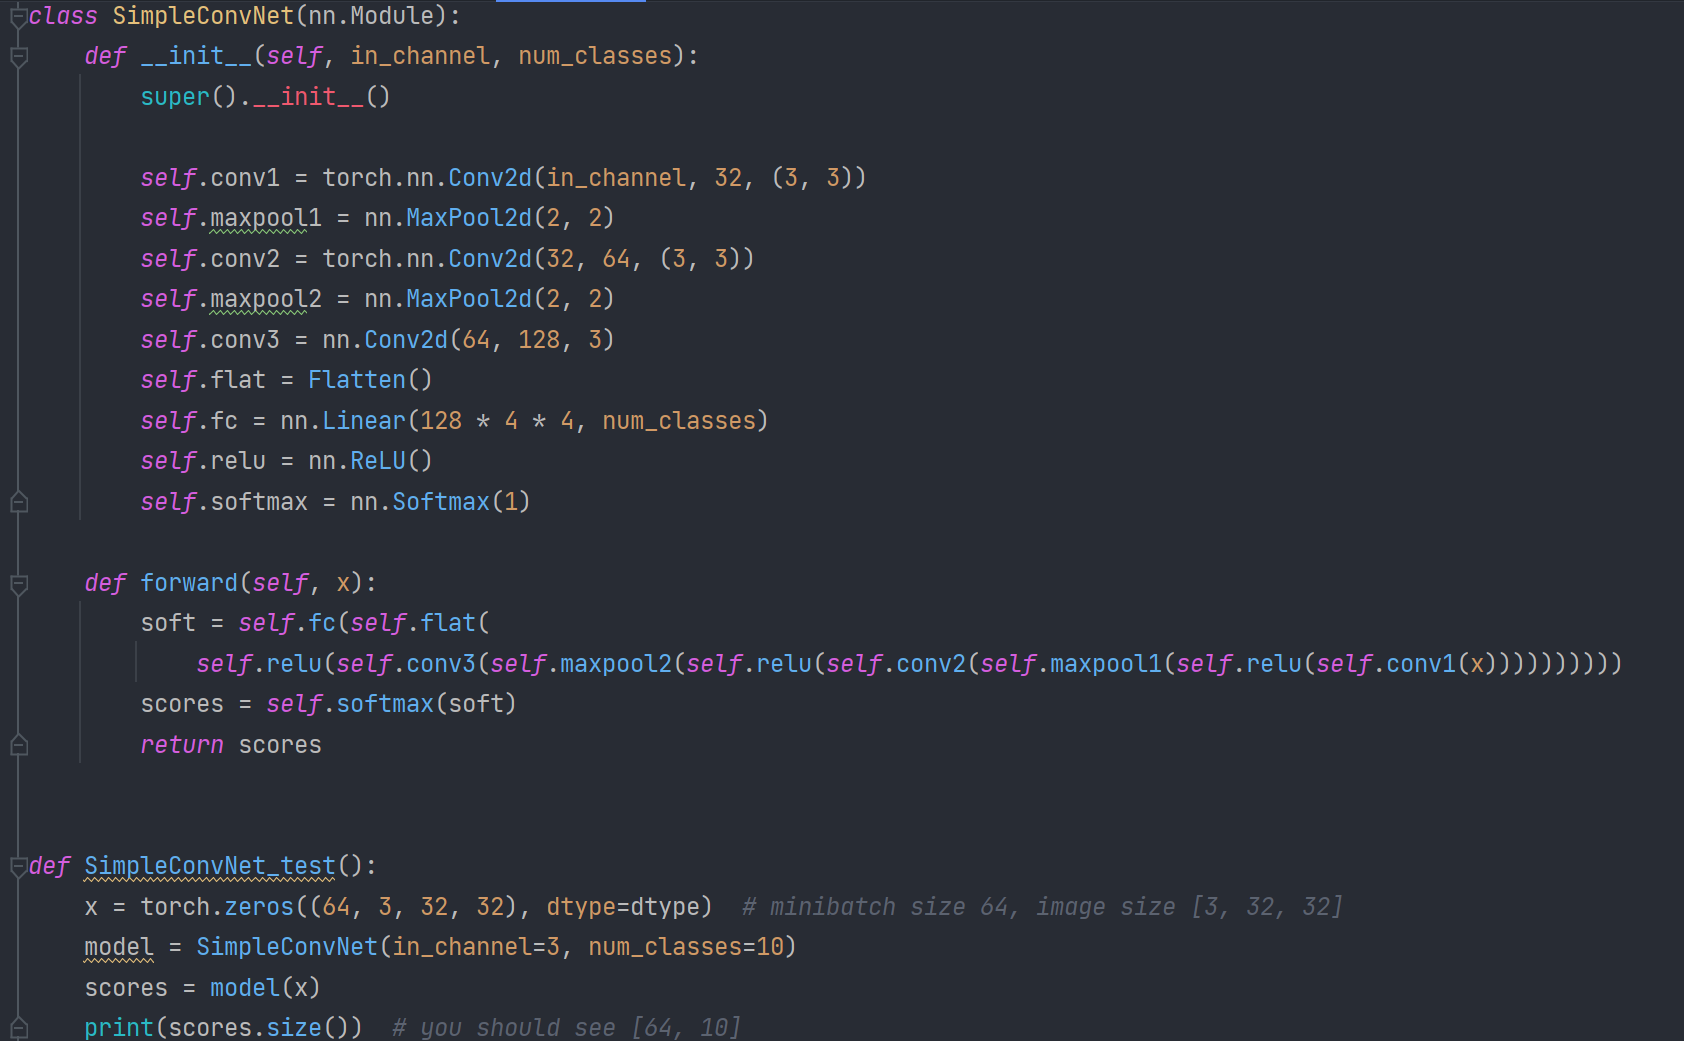 class SimpleConvNet(nn.Module):
    def __init__(self, in_channel, num_classes):
        super().__init__()

        self.conv1 = torch.nn.Conv2d(in_channel, 32, (3, 3))
        self.maxpool1 = nn.MaxPool2d(2, 2)
        self.conv2 = torch.nn.Conv2d(32, 64, (3, 3))
        self.maxpool2 = nn.MaxPool2d(2, 2)
        self.conv3 = nn.Conv2d(64, 128, 3)
        self.flat = Flatten()
        self.fc = nn.Linear(128 * 4 * 4, num_classes)
        self.relu = nn.ReLU()
        self.softmax = nn.Softmax(1)

    def forward(self, x):
        soft = self.fc(self.flat(
            self.relu(self.conv3(self.maxpool2(self.relu(self.conv2(self.maxpool1(self.relu(self.conv1(x))))))))))
        scores = self.softmax(soft)
        return scores


def SimpleConvNet_test():
    x = torch.zeros((64, 3, 32, 32), dtype=dtype)  # minibatch size 64, image size [3, 32, 32]
    model = SimpleConvNet(in_channel=3, num_classes=10)
    scores = model(x)
    print(scores.size())  # you should see [64, 10]